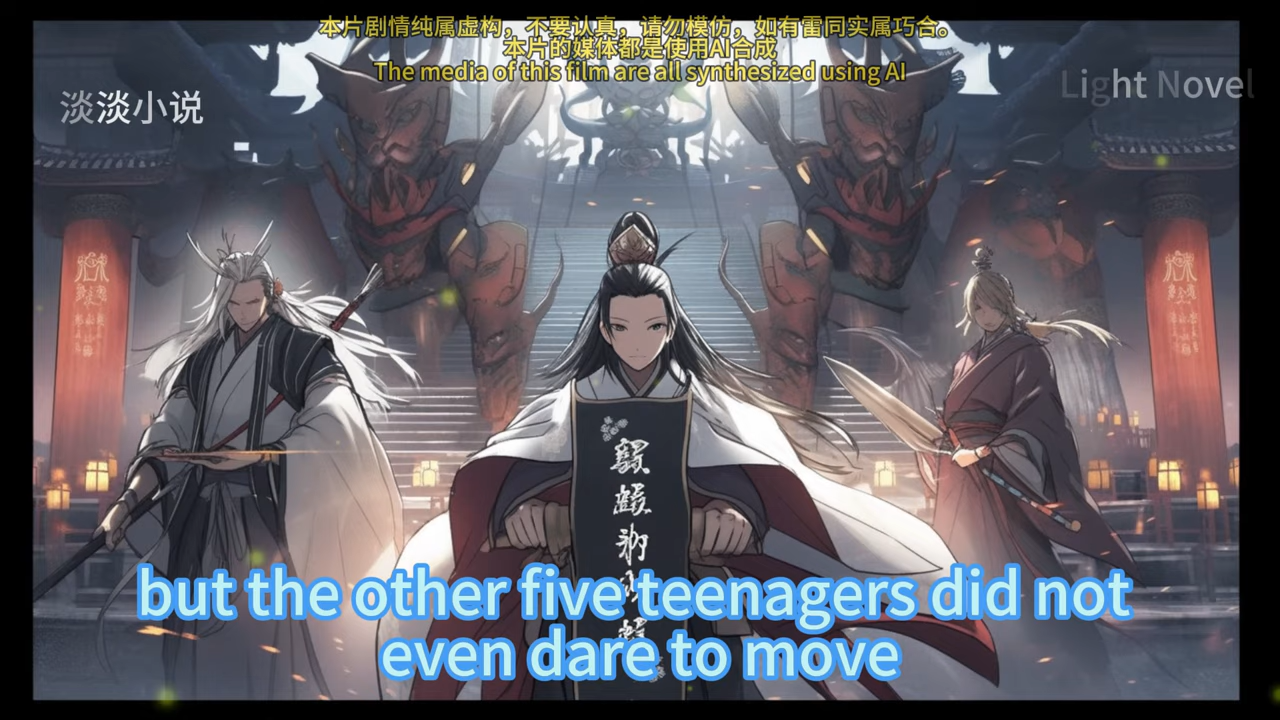 本片剧情纯属虚构，不要认真，请勿模仿，如有雷同实属巧合。
本片的媒体都是使用AI合成
The media of this film are all synthesized using AI
淡淡小说
Light Novel
but the other five teenagers did not
even dare to move